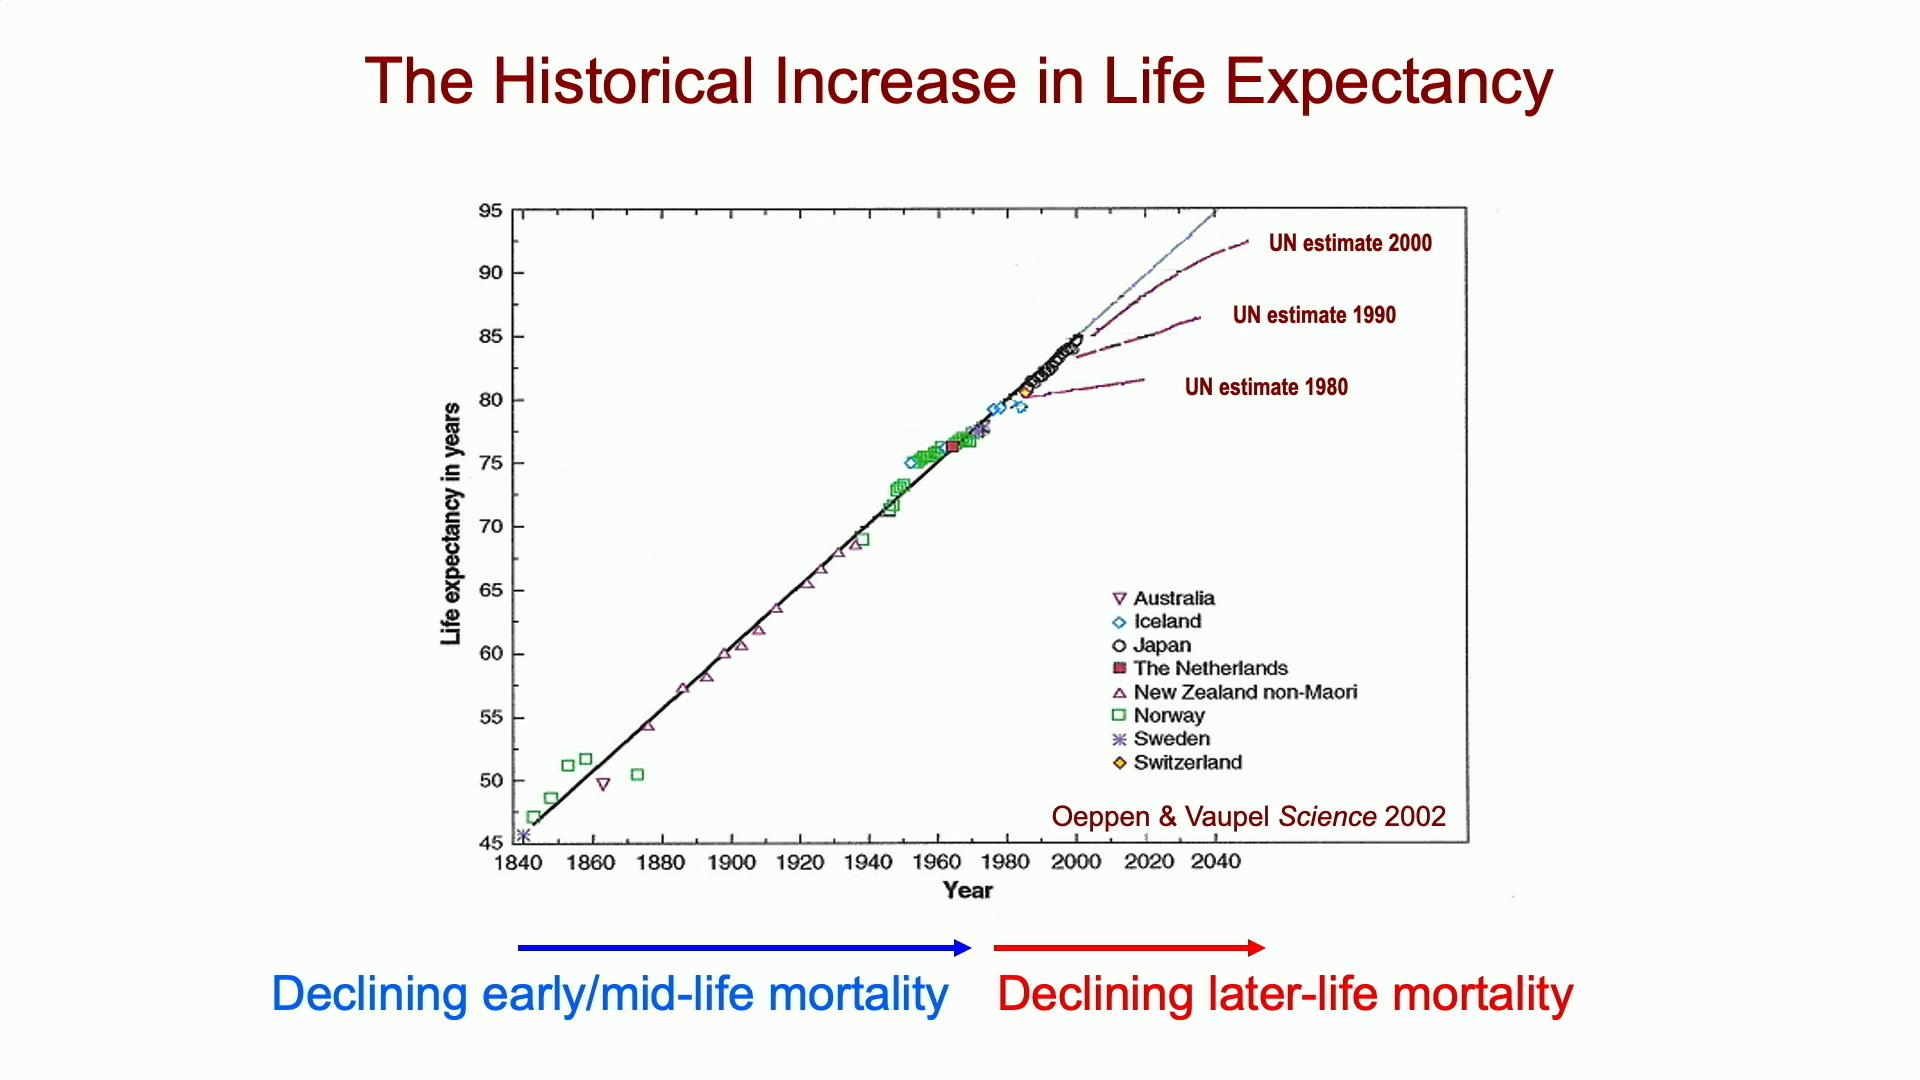 The Historical Increase in Life Expectancy
95
90
85
80
75
70
65
60
55
50
45
Life expectancy in years
UN estimate 2000
UN estimate 1990
UN estimate 1980
Australia
Iceland
Japan
The Netherlands
New Zealand non-Maori
Norway
Sweden
Switzerland
Oeppen & Vaupel Science 2002
1840 1860 1880 1900 1920 1940 1960 1980 2000 2020 2040
Year
Declining early/mid-life mortality
Declining later-life mortality